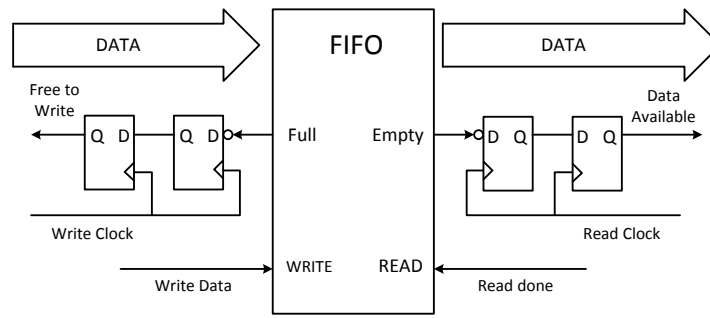 DATA
FIFO
DATA
Free to
Write
Q D
Q D
Full
Empty
D Q
D Q
Data
Available
Write Clock
Read Clock
WRITE
READ
Write Data
Read done